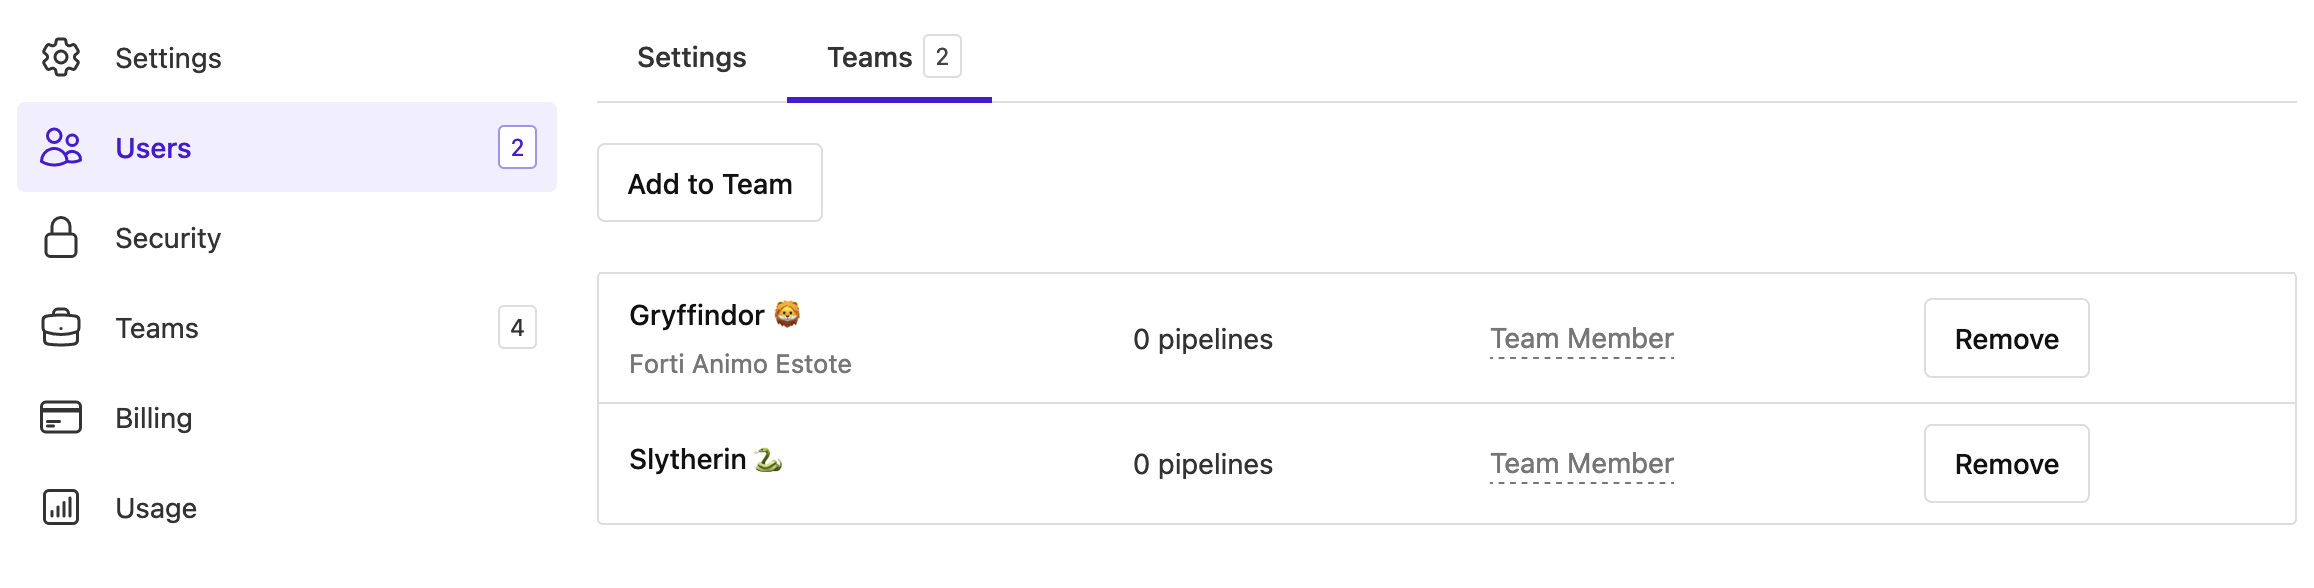 Settings
Users 2
Security
Teams 4
Billing
Usage
Settings Teams 2
Add to Team
Gryffindor 🦁
Forti Animo Estote
0 pipelines
Team Member
Remove
Slytherin 🐍
0 pipelines
Team Member
Remove